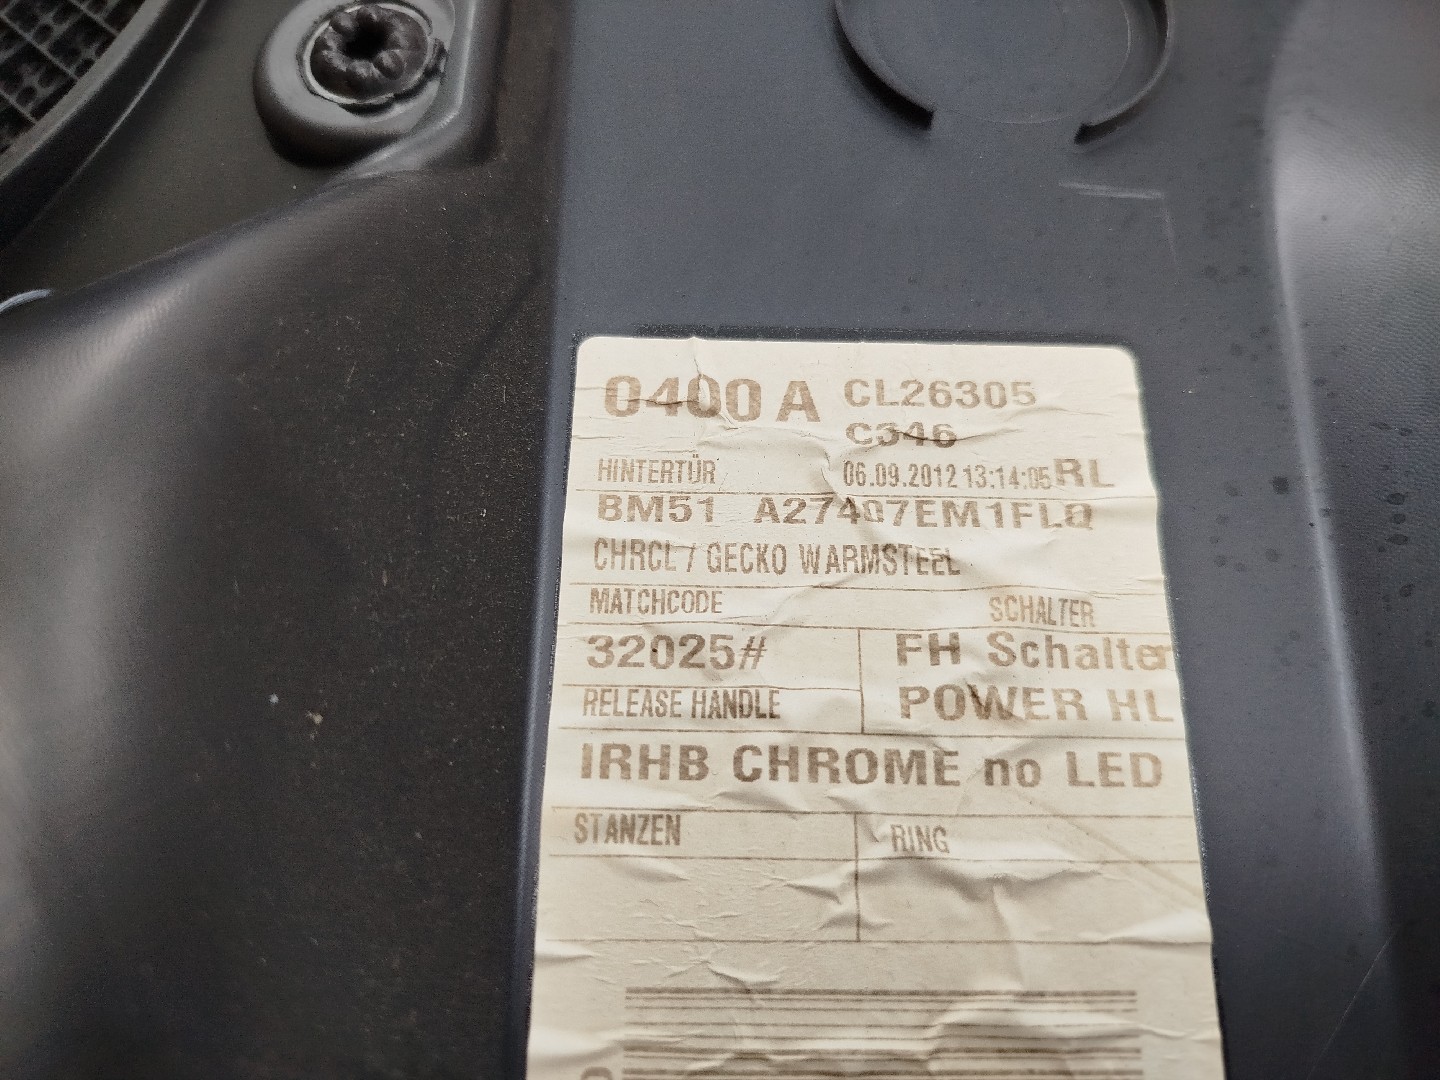 0400 A CL26305
C346
HINTERTÜR 06.09.2012 13:14:05 RL
BM51 A27407EM1FLQ
CHRCL / GECKO WARMSTEEL
MATCHCODE SCHALTER
32025# FH Schalter
RELEASE HANDLE POWER HL
IRHB CHROME no LED
STANZEN RING